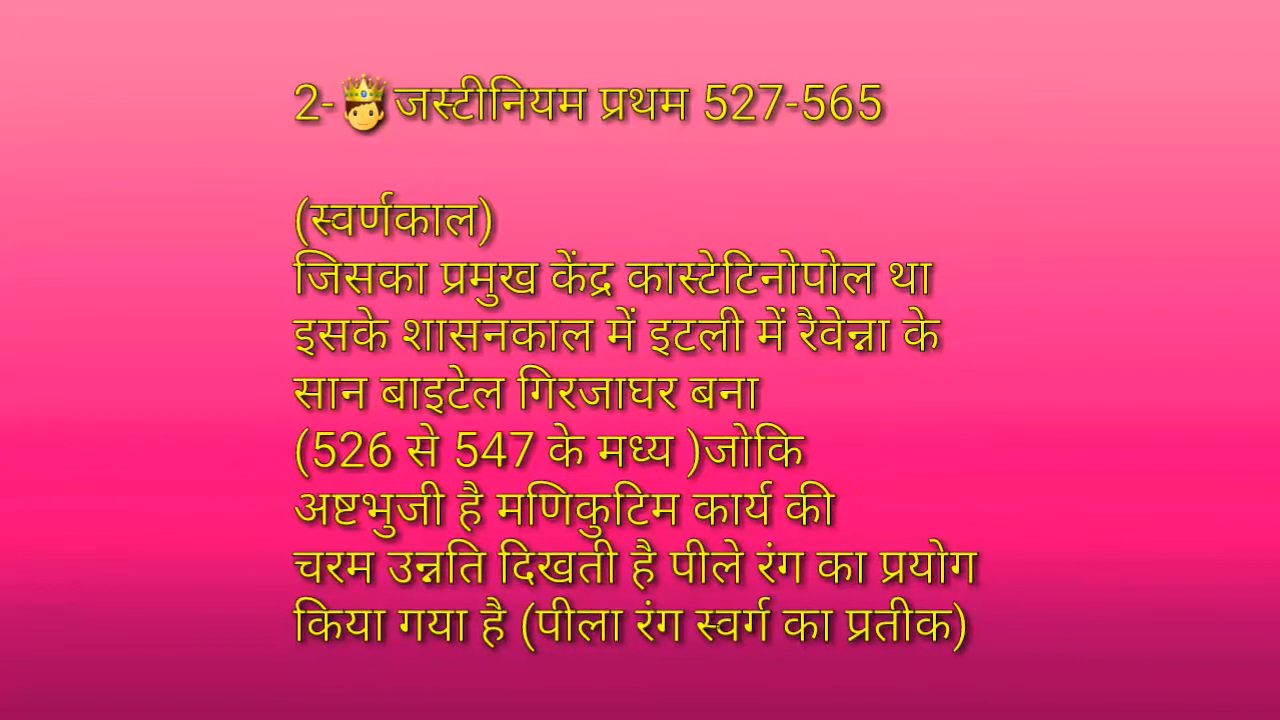 2-🤴जस्टीनियम प्रथम 527-565
(स्वर्णकाल)
जिसका प्रमुख केंद्र कास्टेटिनोपोल था
इसके शासनकाल में इटली में रैवेन्ना के
सान बाइटेल गिरजाघर बना
(526 से 547 के मध्य )जोकि
अष्टभुजी है मणिकुटिम कार्य की
चरम उन्नति दिखती है पीले रंग का प्रयोग
किया गया है (पीला रंग स्वर्ग का प्रतीक)